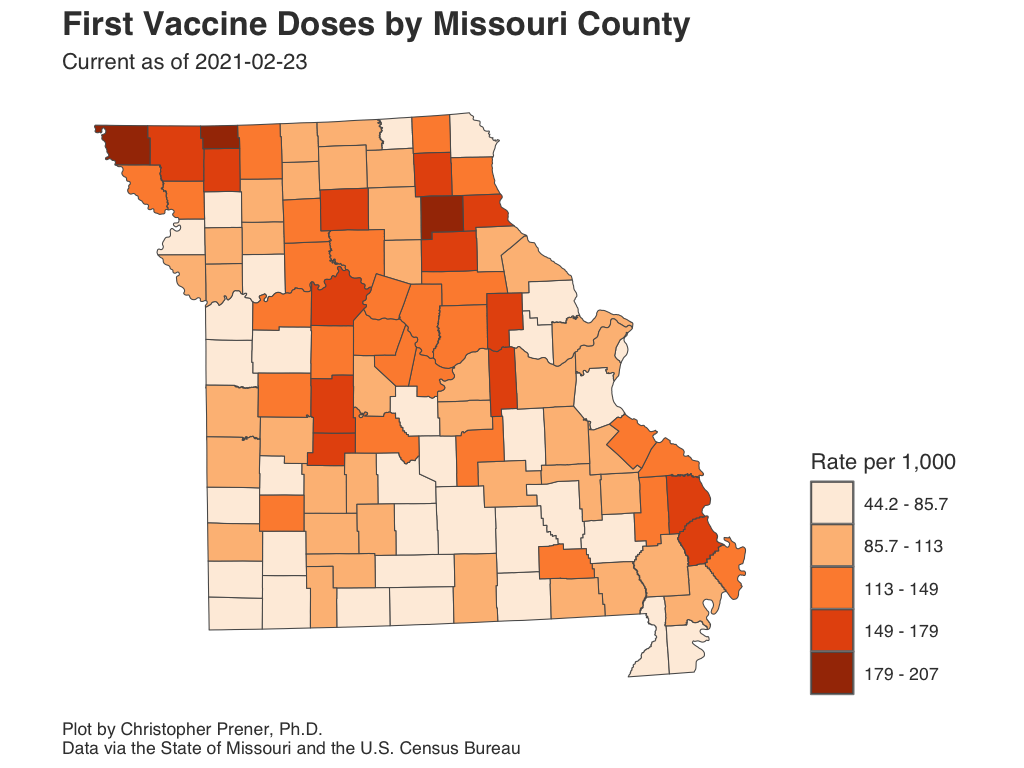 First Vaccine Doses by Missouri County
Current as of 2021-02-23
Rate per 1,000
44.2 - 85.7
85.7 - 113
113 - 149
149 - 179
179 - 207
Plot by Christopher Prener, Ph.D.
Data via the State of Missouri and the U.S. Census Bureau